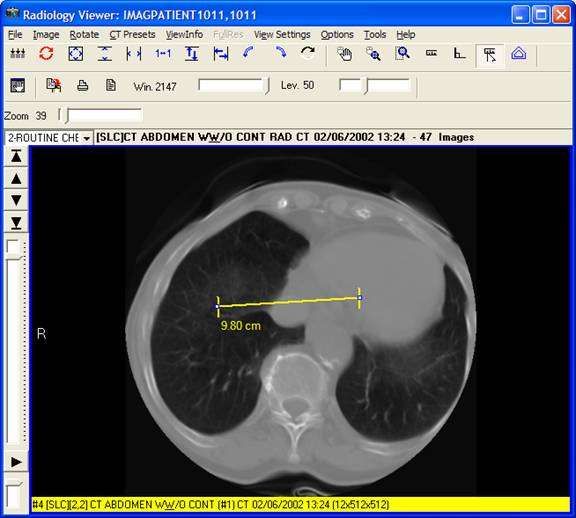 Radiology Viewer: IMAGPATIENT1011,1011
File Image Rotate CT Presets ViewInfo FullRes View Settings Options Tools Help
1↔1
Win. 2147 Lev. 50
Zoom 39
2-ROUTINE CHE [SLC]CT ABDOMEN WW/O CONT RAD CT 02/06/2002 13:24 - 47 Images
R
9.80 cm
#4 [SLC][2,2] CT ABDOMEN WW/O CONT (#1) CT 02/06/2002 13:24 (12x512x512)